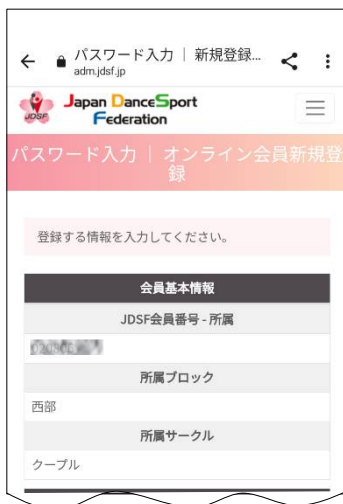 パスワード入力 | 新規登録...
adm.jdsf.jp
JDSF
Japan DanceSport
Federation
パスワード入力 | オンライン会員新規登
録
登録する情報を入力してください。
会員基本情報
JDSF会員番号 - 所属
所属ブロック
西部
所属サークル
クープル